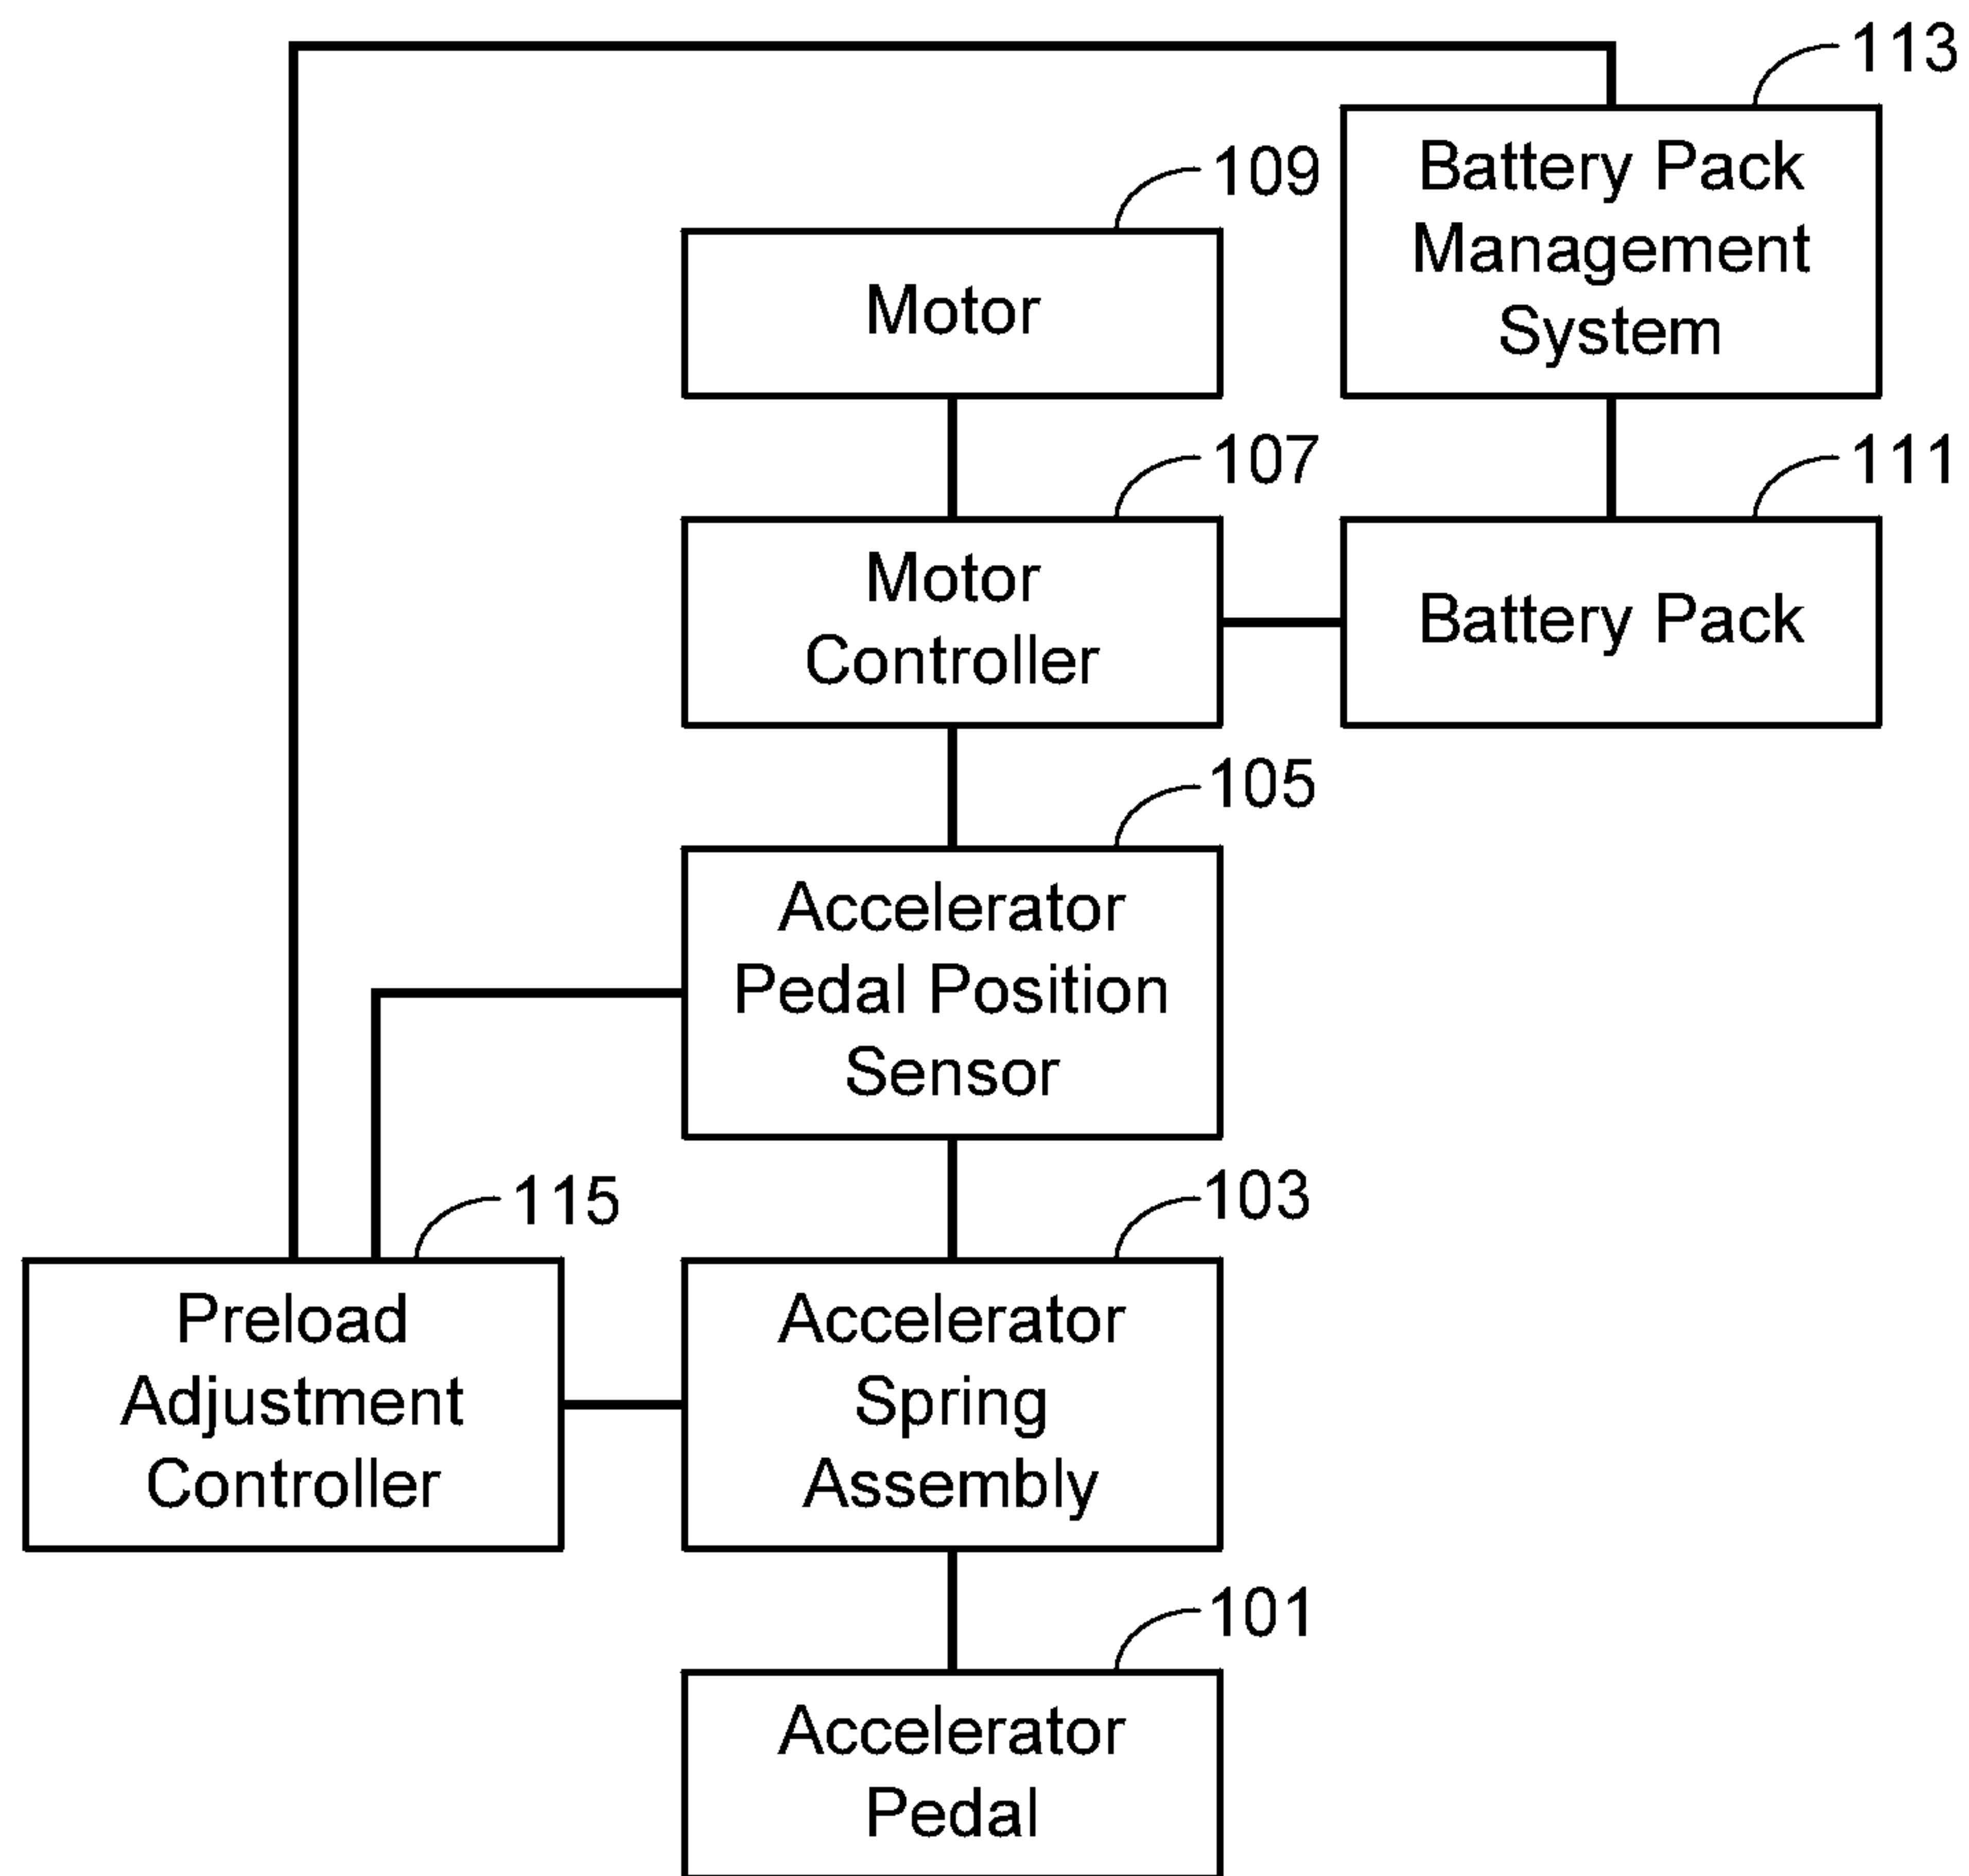 113
Battery Pack
Management
System
109
Motor
107
Motor
Controller
111
Battery Pack
105
Accelerator
Pedal Position
Sensor
115
Preload
Adjustment
Controller
103
Accelerator
Spring
Assembly
101
Accelerator
Pedal